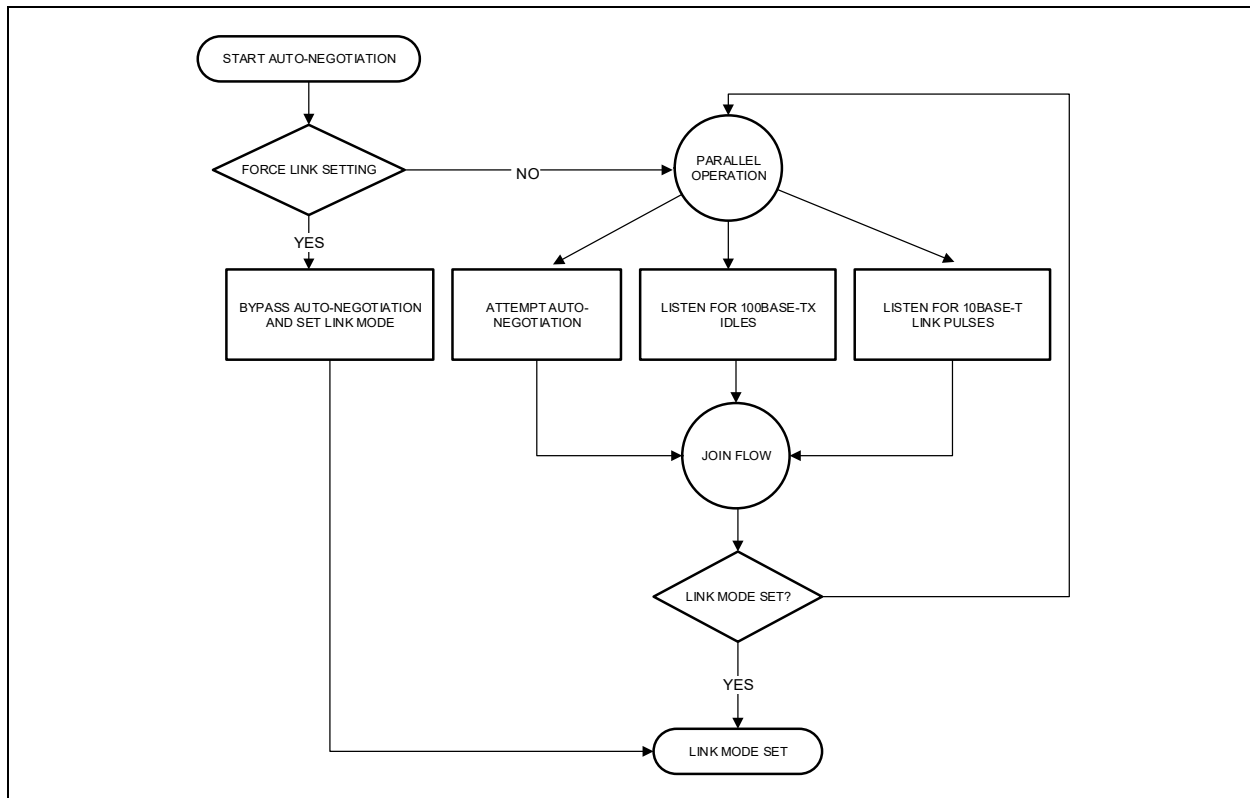 START AUTO-NEGOTIATION
FORCE LINK SETTING
NO
PARALLEL
OPERATION
YES
BYPASS AUTO-NEGOTIATION
AND SET LINK MODE
ATTEMPT AUTO-
NEGOTIATION
LISTEN FOR 100BASE-TX
IDLES
LISTEN FOR 10BASE-T
LINK PULSES
JOIN FLOW
LINK MODE SET?
YES
LINK MODE SET